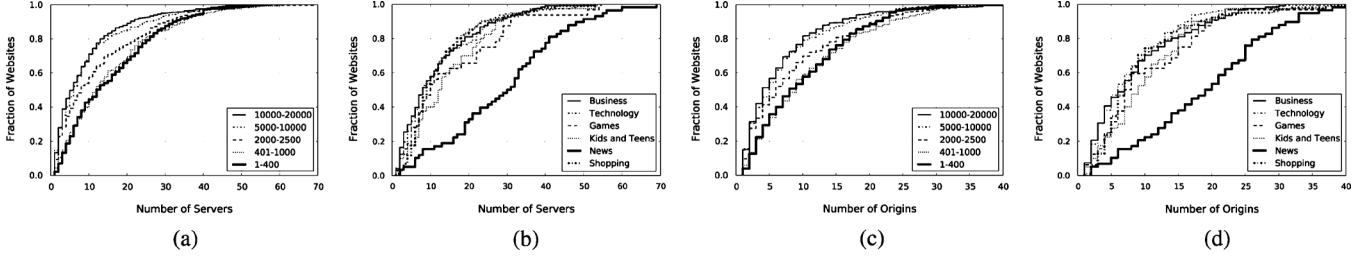 1.0
0.8
0.6
0.4
0.2
0.0
0 10 20 30 40 50 60 70
Fraction of Websites
Number of Servers
10000-20000
5000-10000
2000-2500
401-1000
1-400
(a)
1.0
0.8
0.6
0.4
0.2
0.0
0 10 20 30 40 50 60 70
Fraction of Websites
Number of Servers
Business
Technology
Games
Kids and Teens
News
Shopping
(b)
1.0
0.8
0.6
0.4
0.2
0.0
0 5 10 15 20 25 30 35 40
Fraction of Websites
Number of Origins
10000-20000
5000-10000
2000-2500
401-1000
1-400
(c)
1.0
0.8
0.6
0.4
0.2
0.0
0 5 10 15 20 25 30 35 40
Fraction of Websites
Number of Origins
Business
Technology
Games
Kids and Teens
News
Shopping
(d)